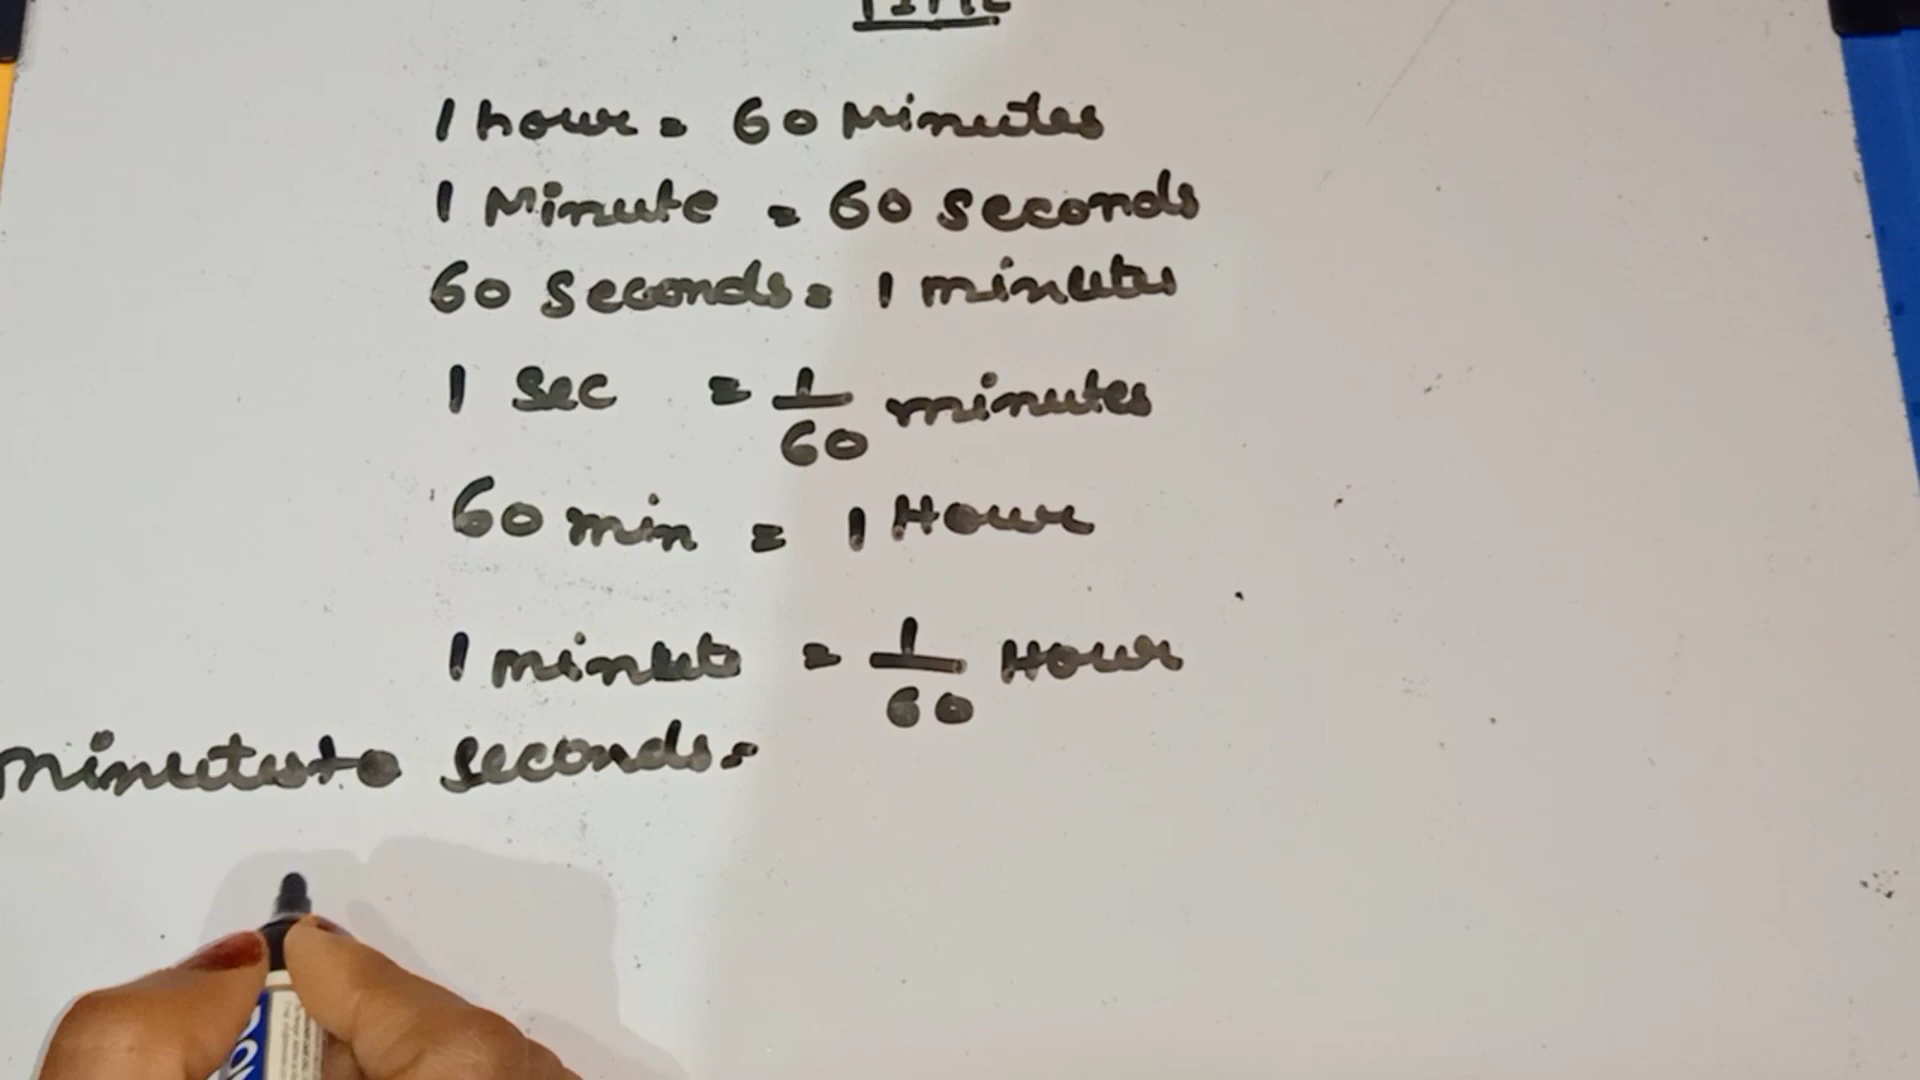 TIME
1 hour = 60 Minutes
1 Minute = 60 seconds
60 Seconds = 1 minutes
1 Sec = 1/60 minutes
60 min = 1 Hour
1 minute = 1/60 Hour
minutes to seconds =